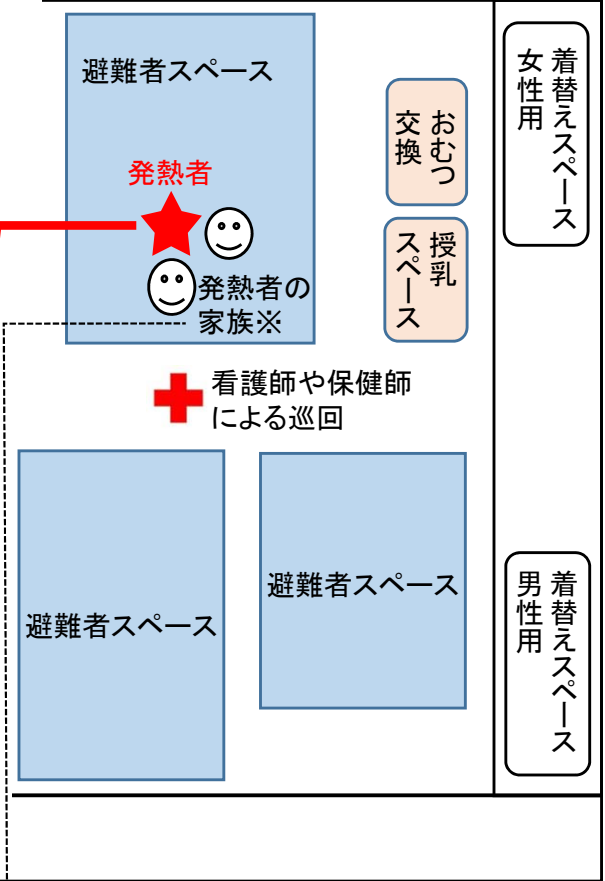 避難者スペース
発熱者
発熱者の
家族※
おむつ
交換
授乳
スペース
着替えスペース
女性用
看護師や保健師
による巡回
避難者スペース
避難者スペース
着替えスペース
男性用